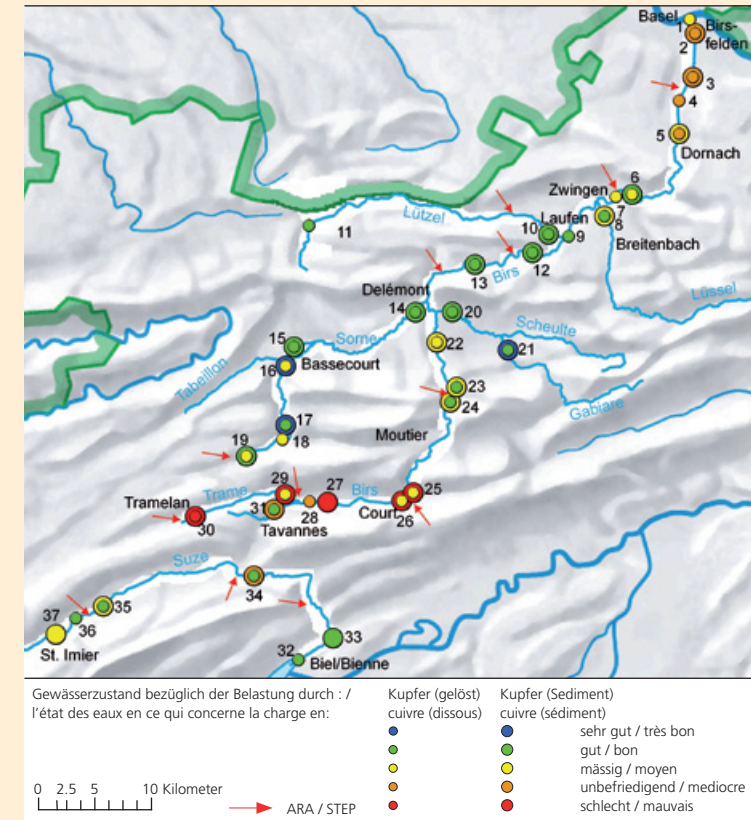 Basel
1
Birs-
felden
2
3
4
5
Dornach
6
Zwingen
7
8
Breitenbach
Laufen
9
10
Lützel
11
12
Birs
13
Lüssel
Delémont
14
20
Scheulte
15
Sorne
22
21
Bassecourt
16
Tabeillon
23
24
Gabiare
17
18
Moutier
19
29
27
Birs
25
Trame
Tramelan
31
28
Court
26
30
Tavannes
Suze
34
35
37
36
33
St. Imier
32
Biel/Bienne
Gewässerzustand bezüglich der Belastung durch : /
l'état des eaux en ce qui concerne la charge en:
Kupfer (gelöst)
cuivre (dissous)
Kupfer (Sediment)
cuivre (sédiment)
sehr gut / très bon
gut / bon
mässig / moyen
unbefriedigend / mediocre
schlecht / mauvais
0 2.5 5 10 Kilometer
ARA / STEP